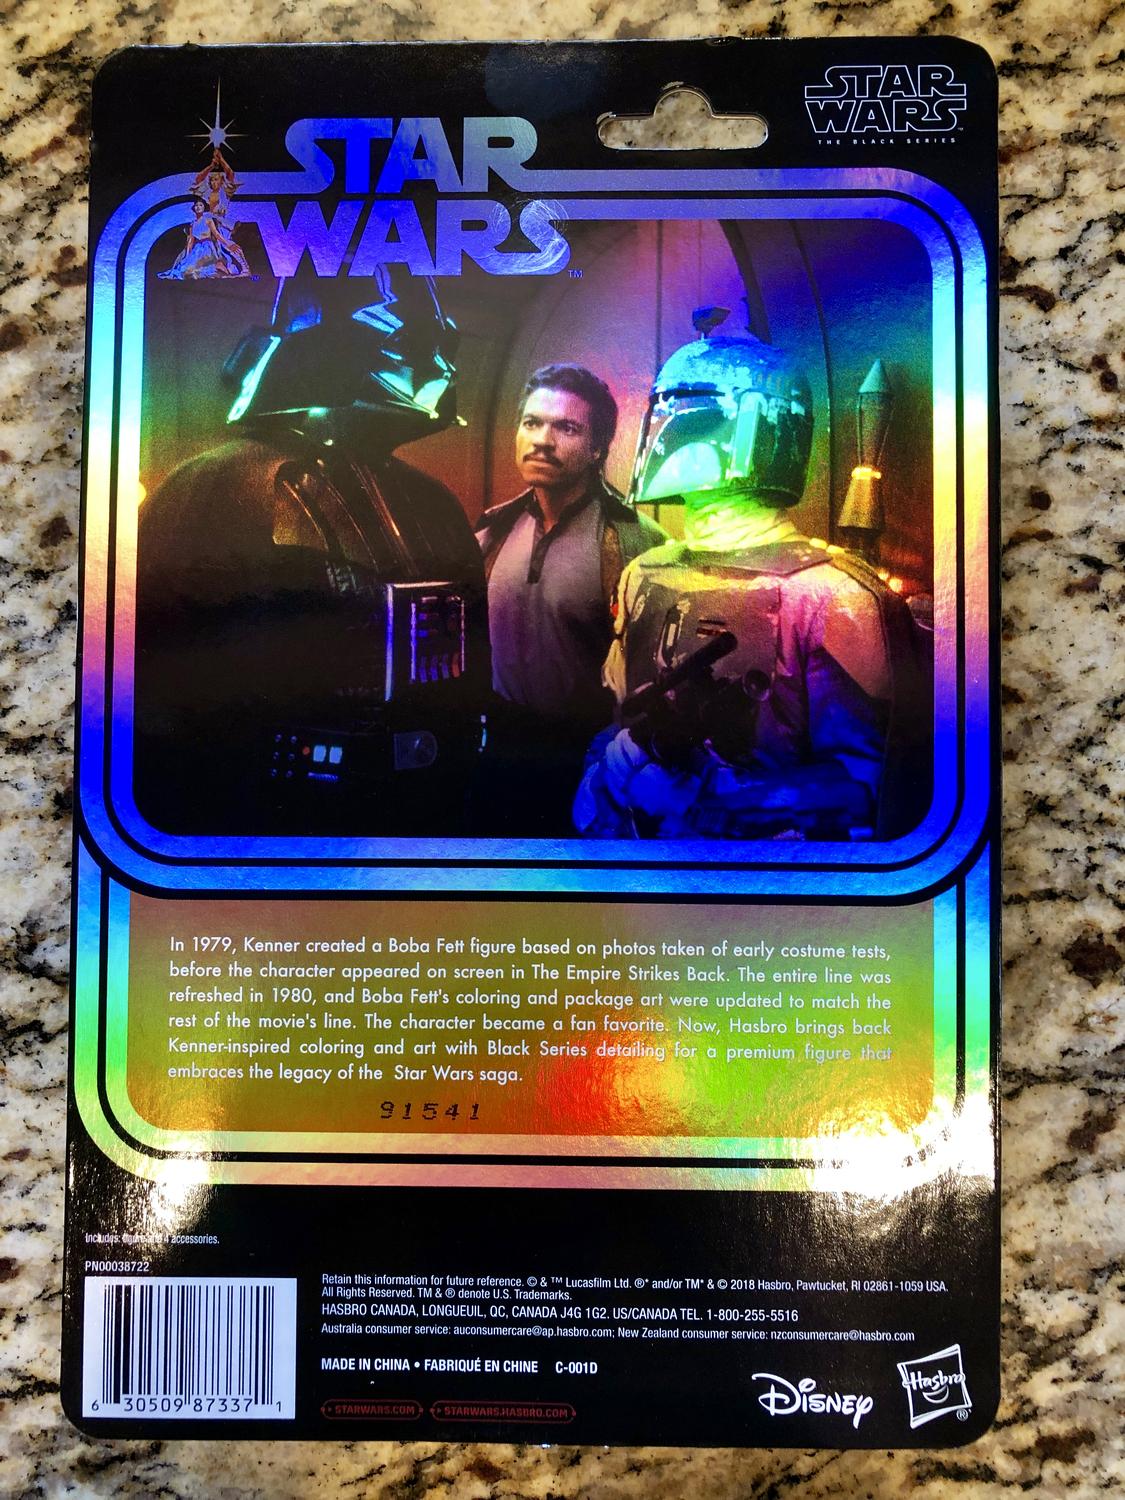 STAR
WARS
THE BLACK SERIES
STAR
WARS TM
In 1979, Kenner created a Boba Fett figure based on photos taken of early costume tests,
before the character appeared on screen in The Empire Strikes Back. The entire line was
refreshed in 1980, and Boba Fett's coloring and package art were updated to match the
rest of the movie's line. The character became a fan favorite. Now, Hasbro brings back
Kenner-inspired coloring and art with Black Series detailing for a premium figure that
embraces the legacy of the Star Wars saga.
91541
Includes: figure and 4 accessories.
PN00038722
6 30509 87337 1
Retain this information for future reference. © & ™ Lucasfilm Ltd. ®* and/or TM* & © 2018 Hasbro, Pawtucket, RI 02861-1059 USA.
All Rights Reserved. TM & ® denote U.S. Trademarks.
HASBRO CANADA, LONGUEUIL, QC, CANADA J4G 1G2. US/CANADA TEL. 1-800-255-5516
Australia consumer service: auconsumercare@ap.hasbro.com; New Zealand consumer service: nzconsumercare@hasbro.com
MADE IN CHINA • FABRIQUÉ EN CHINE C-001D
STARWARS.COM STARWARS.HASBRO.COM
Disney
Hasbro ®